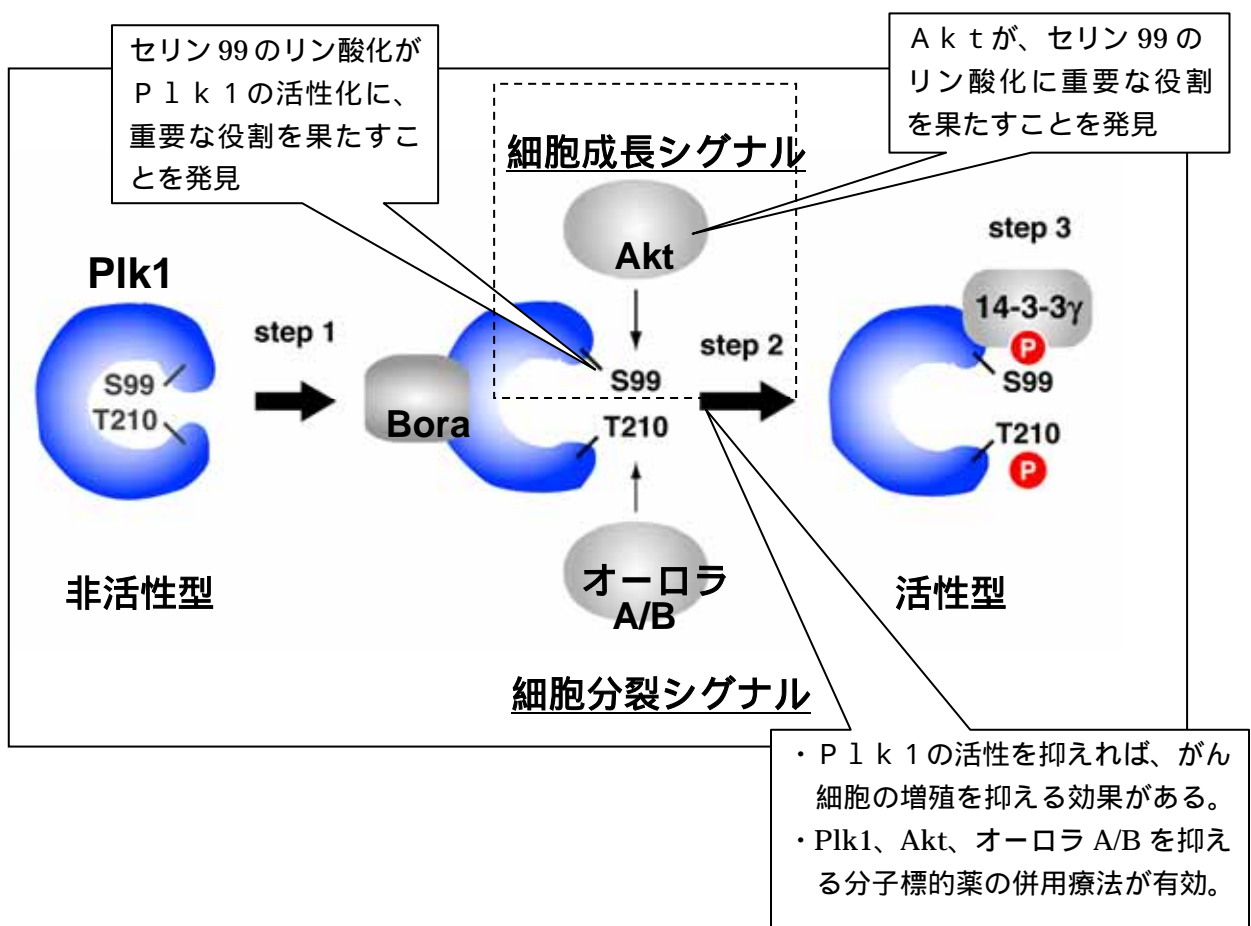 セリン 99 のリン酸化が
Ｐｌｋ１の活性化に、
重要な役割を果たすこ
とを発見
Ａｋｔが、セリン 99 の
リン酸化に重要な役割
を果たすことを発見
細胞成長シグナル
Akt
step 3
14-3-3γ
P
S99
T210
P
Plk1
step 1
S99
T210
Bora
S99
T210
step 2
オーロラ
A/B
非活性型
活性型
細胞分裂シグナル
・Ｐｌｋ１の活性を抑えれば、がん
細胞の増殖を抑える効果がある。
・Plk1、Akt、オーロラ A/B を抑え
る分子標的薬の併用療法が有効。